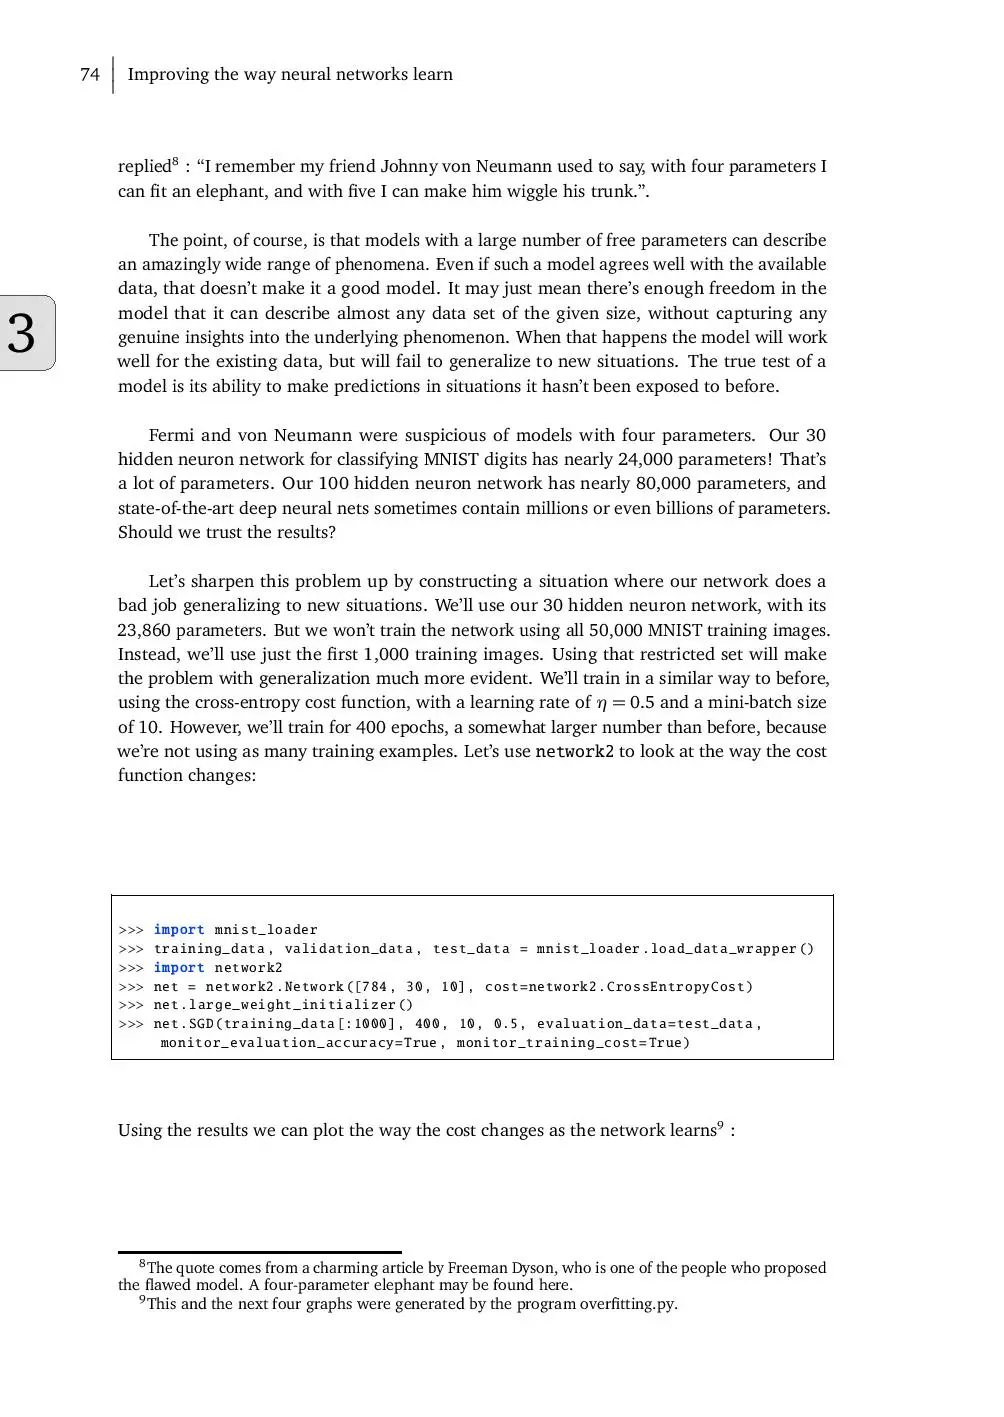 74 Improving the way neural networks learn
replied8 : “I remember my friend Johnny von Neumann used to say, with four parameters I
can fit an elephant, and with five I can make him wiggle his trunk.”.
The point, of course, is that models with a large number of free parameters can describe
an amazingly wide range of phenomena. Even if such a model agrees well with the available
data, that doesn’t make it a good model. It may just mean there’s enough freedom in the
3
model that it can describe almost any data set of the given size, without capturing any
genuine insights into the underlying phenomenon. When that happens the model will work
well for the existing data, but will fail to generalize to new situations. The true test of a
model is its ability to make predictions in situations it hasn’t been exposed to before.
Fermi and von Neumann were suspicious of models with four parameters. Our 30
hidden neuron network for classifying MNIST digits has nearly 24,000 parameters! That’s
a lot of parameters. Our 100 hidden neuron network has nearly 80,000 parameters, and
state-of-the-art deep neural nets sometimes contain millions or even billions of parameters.
Should we trust the results?
Let’s sharpen this problem up by constructing a situation where our network does a
bad job generalizing to new situations. We’ll use our 30 hidden neuron network, with its
23,860 parameters. But we won’t train the network using all 50,000 MNIST training images.
Instead, we’ll use just the first 1,000 training images. Using that restricted set will make
the problem with generalization much more evident. We’ll train in a similar way to before,
using the cross-entropy cost function, with a learning rate of η = 0.5 and a mini-batch size
of 10. However, we’ll train for 400 epochs, a somewhat larger number than before, because
we’re not using as many training examples. Let’s use network2 to look at the way the cost
function changes:
>>> import mnist_loader
>>> training_data, validation_data, test_data = mnist_loader.load_data_wrapper()
>>> import network2
>>> net = network2.Network([784, 30, 10], cost=network2.CrossEntropyCost)
>>> net.large_weight_initializer()
>>> net.SGD(training_data[:1000], 400, 10, 0.5, evaluation_data=test_data,
monitor_evaluation_accuracy=True, monitor_training_cost=True)
Using the results we can plot the way the cost changes as the network learns9 :
8The quote comes from a charming article by Freeman Dyson, who is one of the people who proposed
the flawed model. A four-parameter elephant may be found here.
9This and the next four graphs were generated by the program overfitting.py.